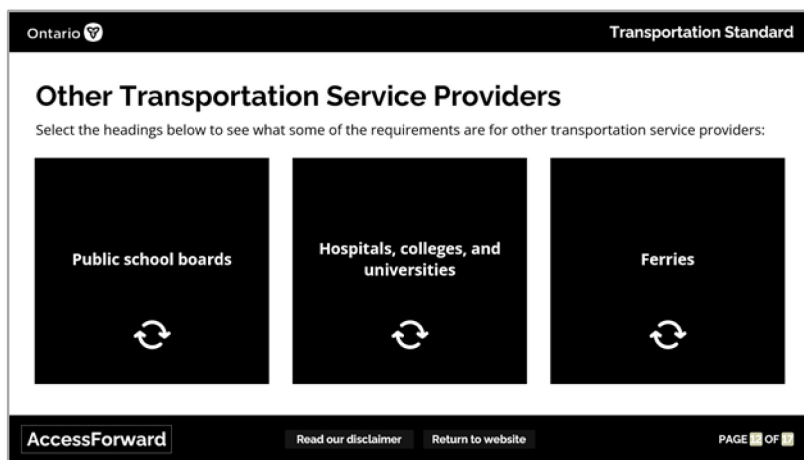 Ontario
Transportation Standard
Other Transportation Service Providers
Select the headings below to see what some of the requirements are for other transportation service providers:
Public school boards
Hospitals, colleges, and
universities
Ferries
AccessForward
Read our disclaimer
Return to website
PAGE 12 OF 17